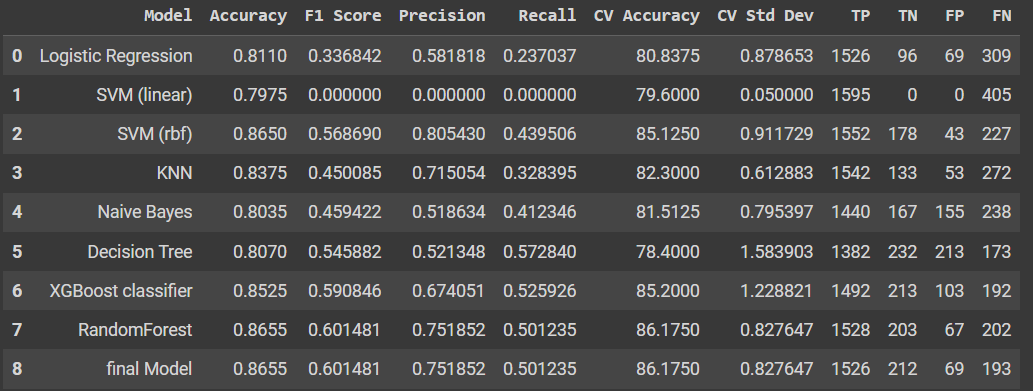 Model Accuracy F1 Score Precision Recall CV Accuracy CV Std Dev TP TN FP FN
0 Logistic Regression 0.8110 0.336842 0.581818 0.237037 80.8375 0.878653 1526 96 69 309
1 SVM (linear) 0.7975 0.000000 0.000000 0.000000 79.6000 0.050000 1595 0 0 405
2 SVM (rbf) 0.8650 0.568690 0.805430 0.439506 85.1250 0.911729 1552 178 43 227
3 KNN 0.8375 0.450085 0.715054 0.328395 82.3000 0.612883 1542 133 53 272
4 Naive Bayes 0.8035 0.459422 0.518634 0.412346 81.5125 0.795397 1440 167 155 238
5 Decision Tree 0.8070 0.545882 0.521348 0.572840 78.4000 1.583903 1382 232 213 173
6 XGBoost classifier 0.8525 0.590846 0.674051 0.525926 85.2000 1.228821 1492 213 103 192
7 RandomForest 0.8655 0.601481 0.751852 0.501235 86.1750 0.827647 1528 203 67 202
8 final Model 0.8655 0.601481 0.751852 0.501235 86.1750 0.827647 1526 212 69 193